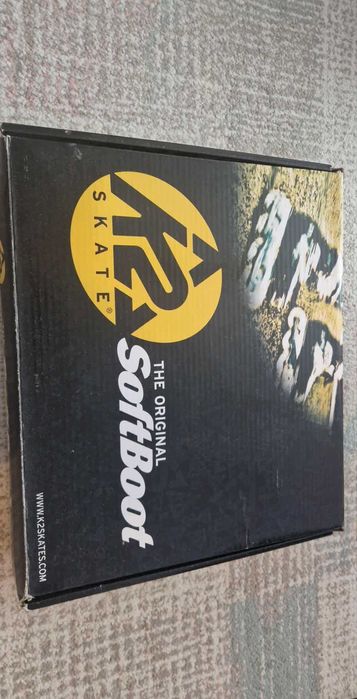 K2
SKATE®
THE ORIGINAL
SoftBoot
WWW.K2SKATES.COM